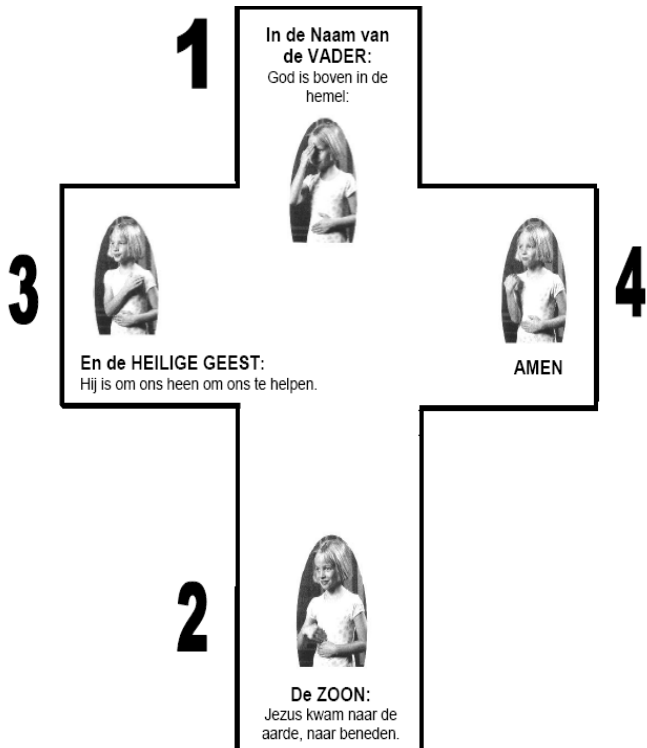 1
In de Naam van
de VADER:
God is boven in de
hemel:
3
En de HEILIGE GEEST:
Hij is om ons heen om ons te helpen.
4
AMEN
2
De ZOON:
Jezus kwam naar de
aarde, naar beneden.